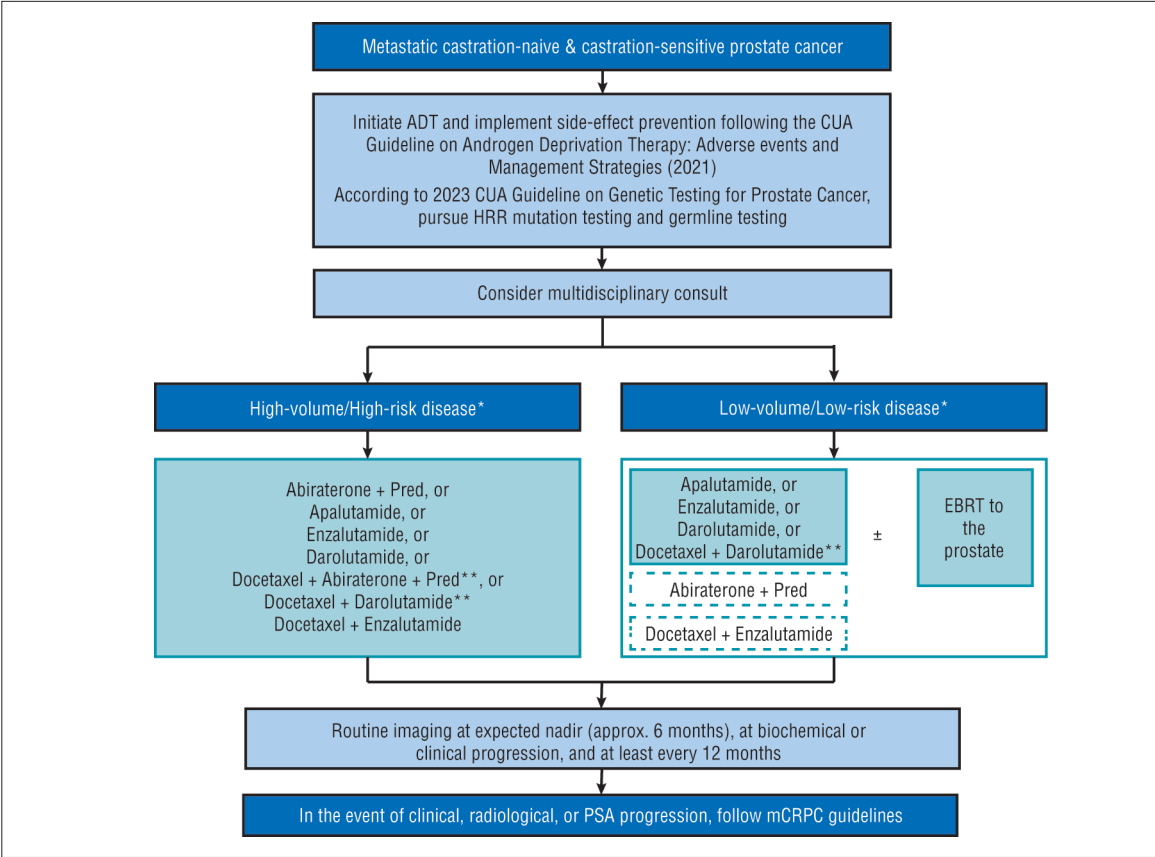 Metastatic castration-naive & castration-sensitive prostate cancer
Initiate ADT and implement side-effect prevention following the CUA
Guideline on Androgen Deprivation Therapy: Adverse events and
Management Strategies (2021)
According to 2023 CUA Guideline on Genetic Testing for Prostate Cancer,
pursue HRR mutation testing and germline testing
Consider multidisciplinary consult
High-volume/High-risk disease*
Abiraterone + Pred, or
Apalutamide, or
Enzalutamide, or
Darolutamide, or
Docetaxel + Abiraterone + Pred**, or
Docetaxel + Darolutamide**
Docetaxel + Enzalutamide
Low-volume/Low-risk disease*
Apalutamide, or
Enzalutamide, or
Darolutamide, or
Docetaxel + Darolutamide**
Abiraterone + Pred
Docetaxel + Enzalutamide
±
EBRT to
the
prostate
Routine imaging at expected nadir (approx. 6 months), at biochemical or
clinical progression, and at least every 12 months
In the event of clinical, radiological, or PSA progression, follow mCRPC guidelines